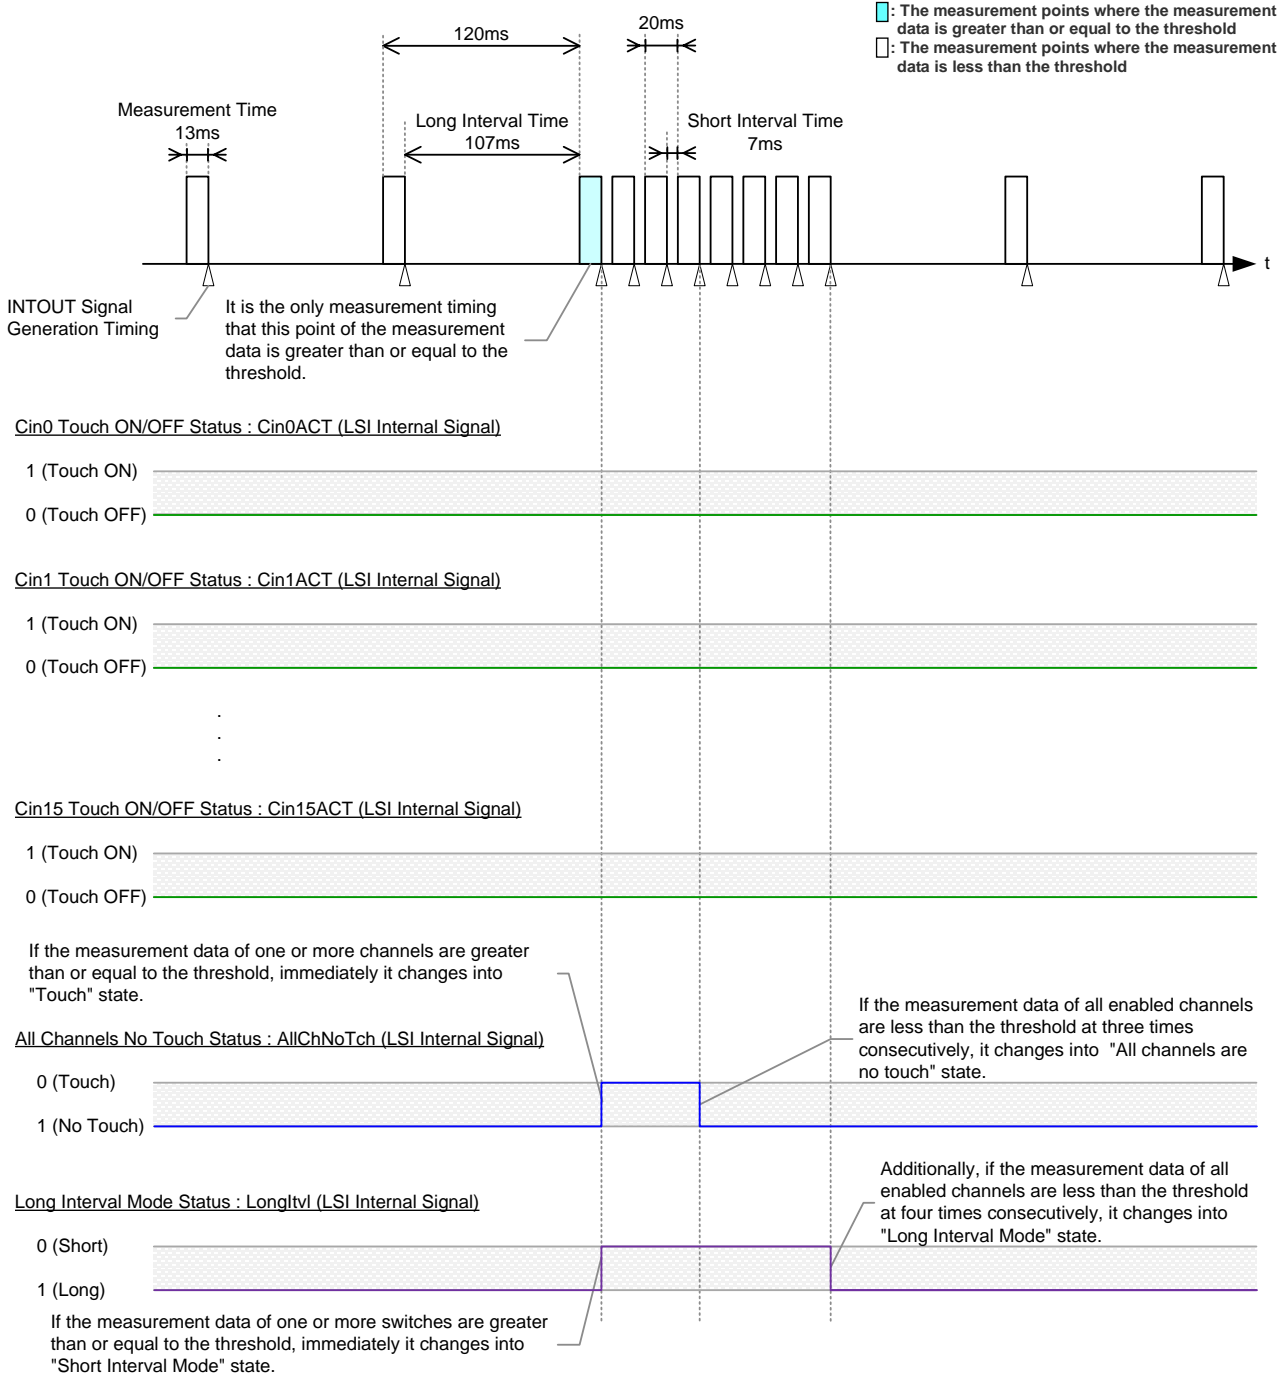 : The measurement points where the measurement
data is greater than or equal to the threshold
: The measurement points where the measurement
data is less than the threshold
120ms
20ms
Measurement Time
13ms
Long Interval Time
107ms
Short Interval Time
7ms
t
INTOUT Signal
Generation Timing
It is the only measurement timing
that this point of the measurement
data is greater than or equal to the
threshold.
Cin0 Touch ON/OFF Status : Cin0ACT (LSI Internal Signal)
1 (Touch ON)
0 (Touch OFF)
Cin1 Touch ON/OFF Status : Cin1ACT (LSI Internal Signal)
1 (Touch ON)
0 (Touch OFF)
.
.
.
Cin15 Touch ON/OFF Status : Cin15ACT (LSI Internal Signal)
1 (Touch ON)
0 (Touch OFF)
If the measurement data of one or more channels are greater
than or equal to the threshold, immediately it changes into
"Touch" state.
If the measurement data of all enabled channels
are less than the threshold at three times
consecutively, it changes into "All channels are
no touch" state.
All Channels No Touch Status : AllChNoTch (LSI Internal Signal)
0 (Touch)
1 (No Touch)
Additionally, if the measurement data of all
enabled channels are less than the threshold
at four times consecutively, it changes into
"Long Interval Mode" state.
Long Interval Mode Status : LongItvl (LSI Internal Signal)
0 (Short)
1 (Long)
If the measurement data of one or more switches are greater
than or equal to the threshold, immediately it changes into
"Short Interval Mode" state.